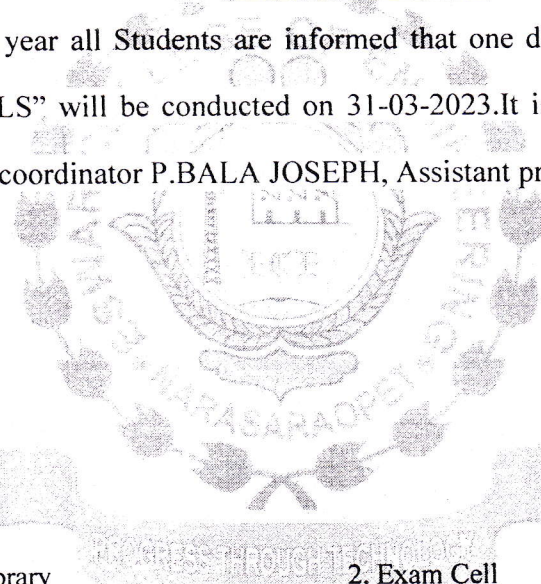 year all Students are informed that one d
LS” will be conducted on 31-03-2023.It i
coordinator P.BALA JOSEPH, Assistant pr
NARASARAOPET
PROGRESS THROUGH TECHNOLOGY
brary 2. Exam Cell